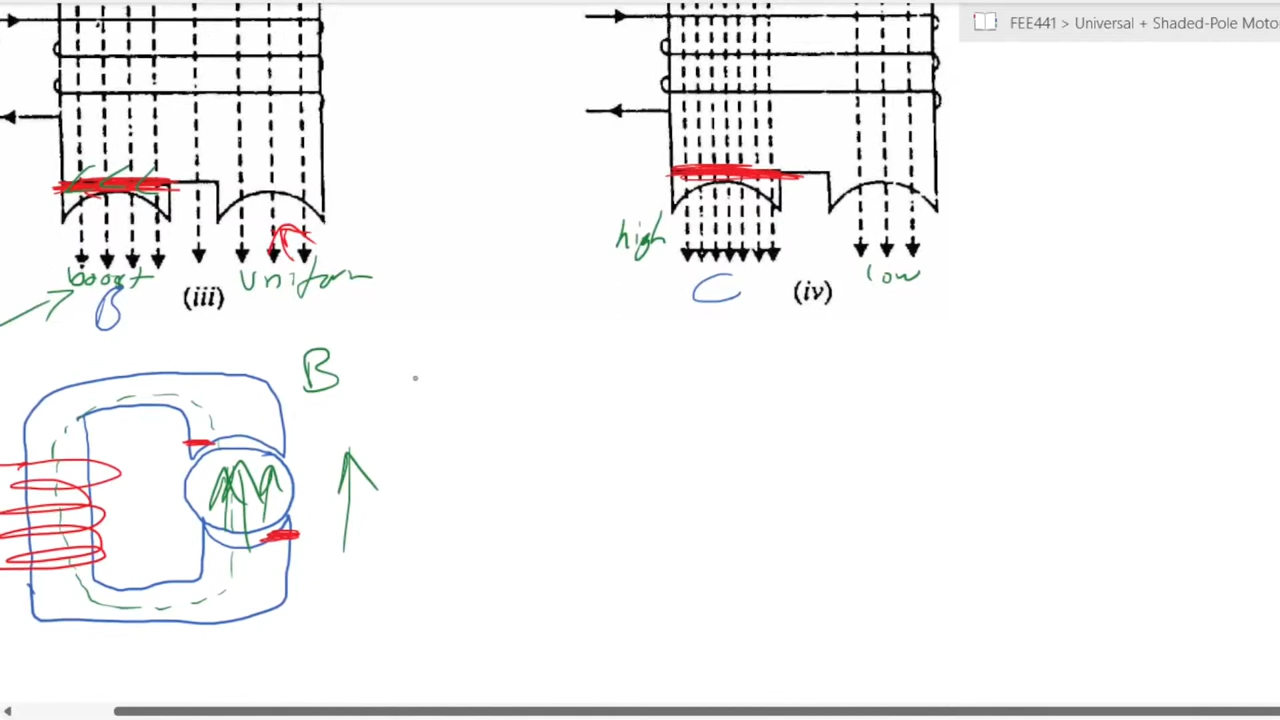 FEE441 > Universal + Shaded-Pole Moto
high
boost
Uniform
low
B
(iii)
C
(iv)
B